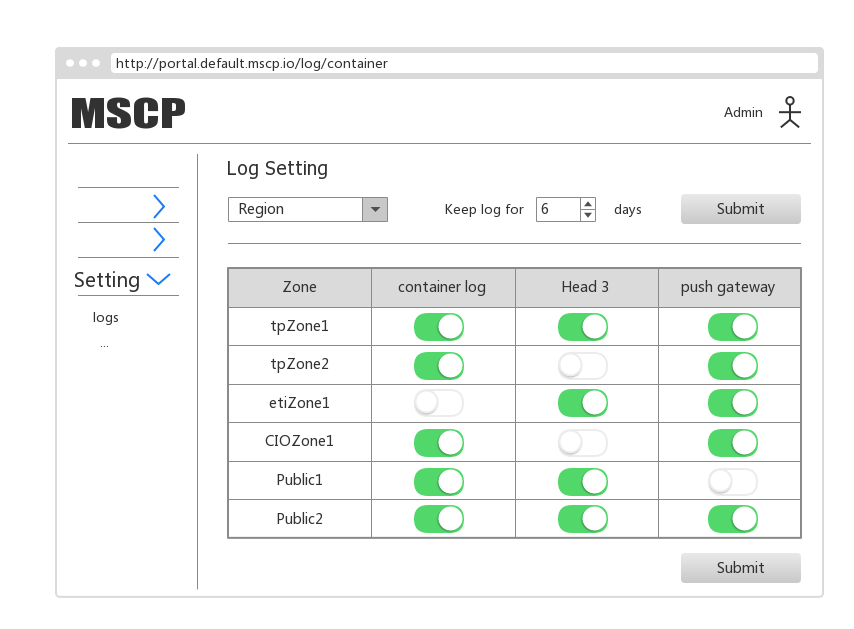 http://portal.default.mscp.io/log/container
MSCP
Admin
Log Setting
Region
Keep log for 6 days
Submit
Setting
logs
...
Zone container log Head 3 push gateway
tpZone1
tpZone2
etiZone1
CIOZone1
Public1
Public2
Submit